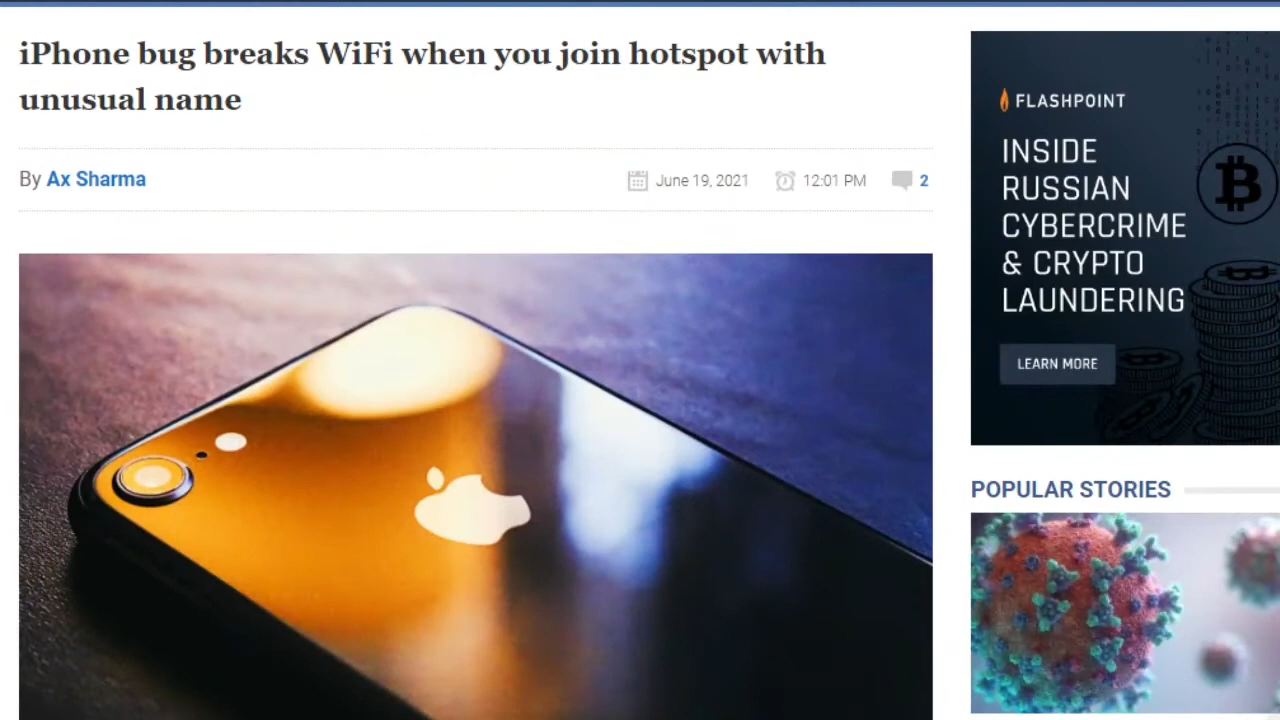 iPhone bug breaks WiFi when you join hotspot with
unusual name
By Ax Sharma
June 19, 2021 12:01 PM 2
FLASHPOINT
INSIDE
RUSSIAN
CYBERCRIME
& CRYPTO
LAUNDERING
LEARN MORE
POPULAR STORIES